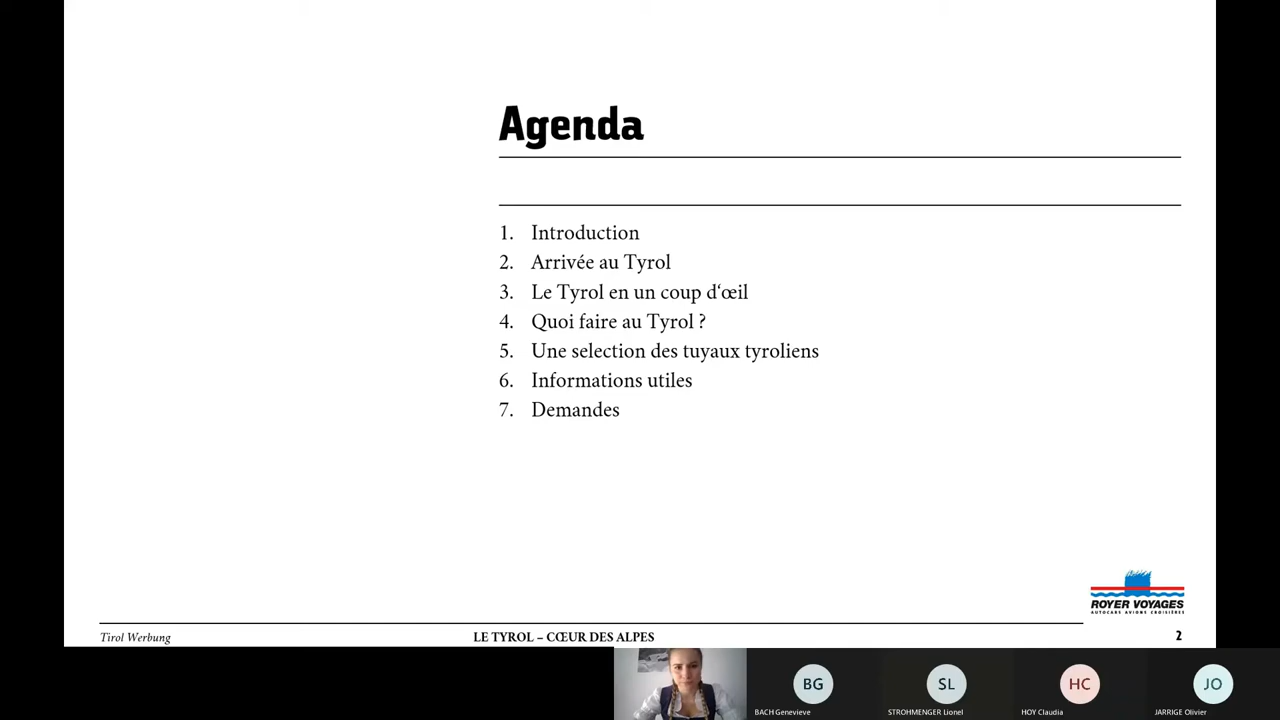 Agenda
1. Introduction
2. Arrivée au Tyrol
3. Le Tyrol en un coup d‘œil
4. Quoi faire au Tyrol ?
5. Une selection des tuyaux tyroliens
6. Informations utiles
7. Demandes
ROYER VOYAGES
AUTOCARS AVIONS CROISIÈRES
Tirol Werbung
LE TYROL – CŒUR DES ALPES
2
BG
SL
HC
JO
BACH Genevieve
STROHMENGER Lionel
HOY Claudia
JARRIGE Olivier